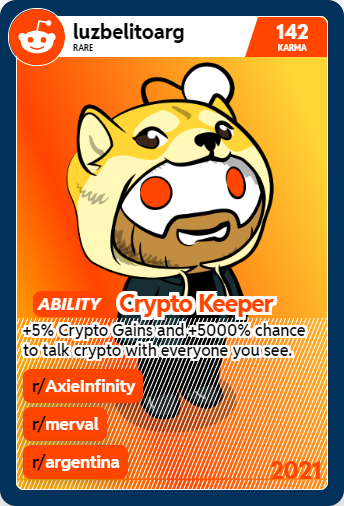 luzbelitoarg
RARE
142
KARMA
ABILITY Crypto Keeper
+5% Crypto Gains and +5000% chance
to talk crypto with everyone you see.
r/AxieInfinity
r/merval
r/argentina
2021